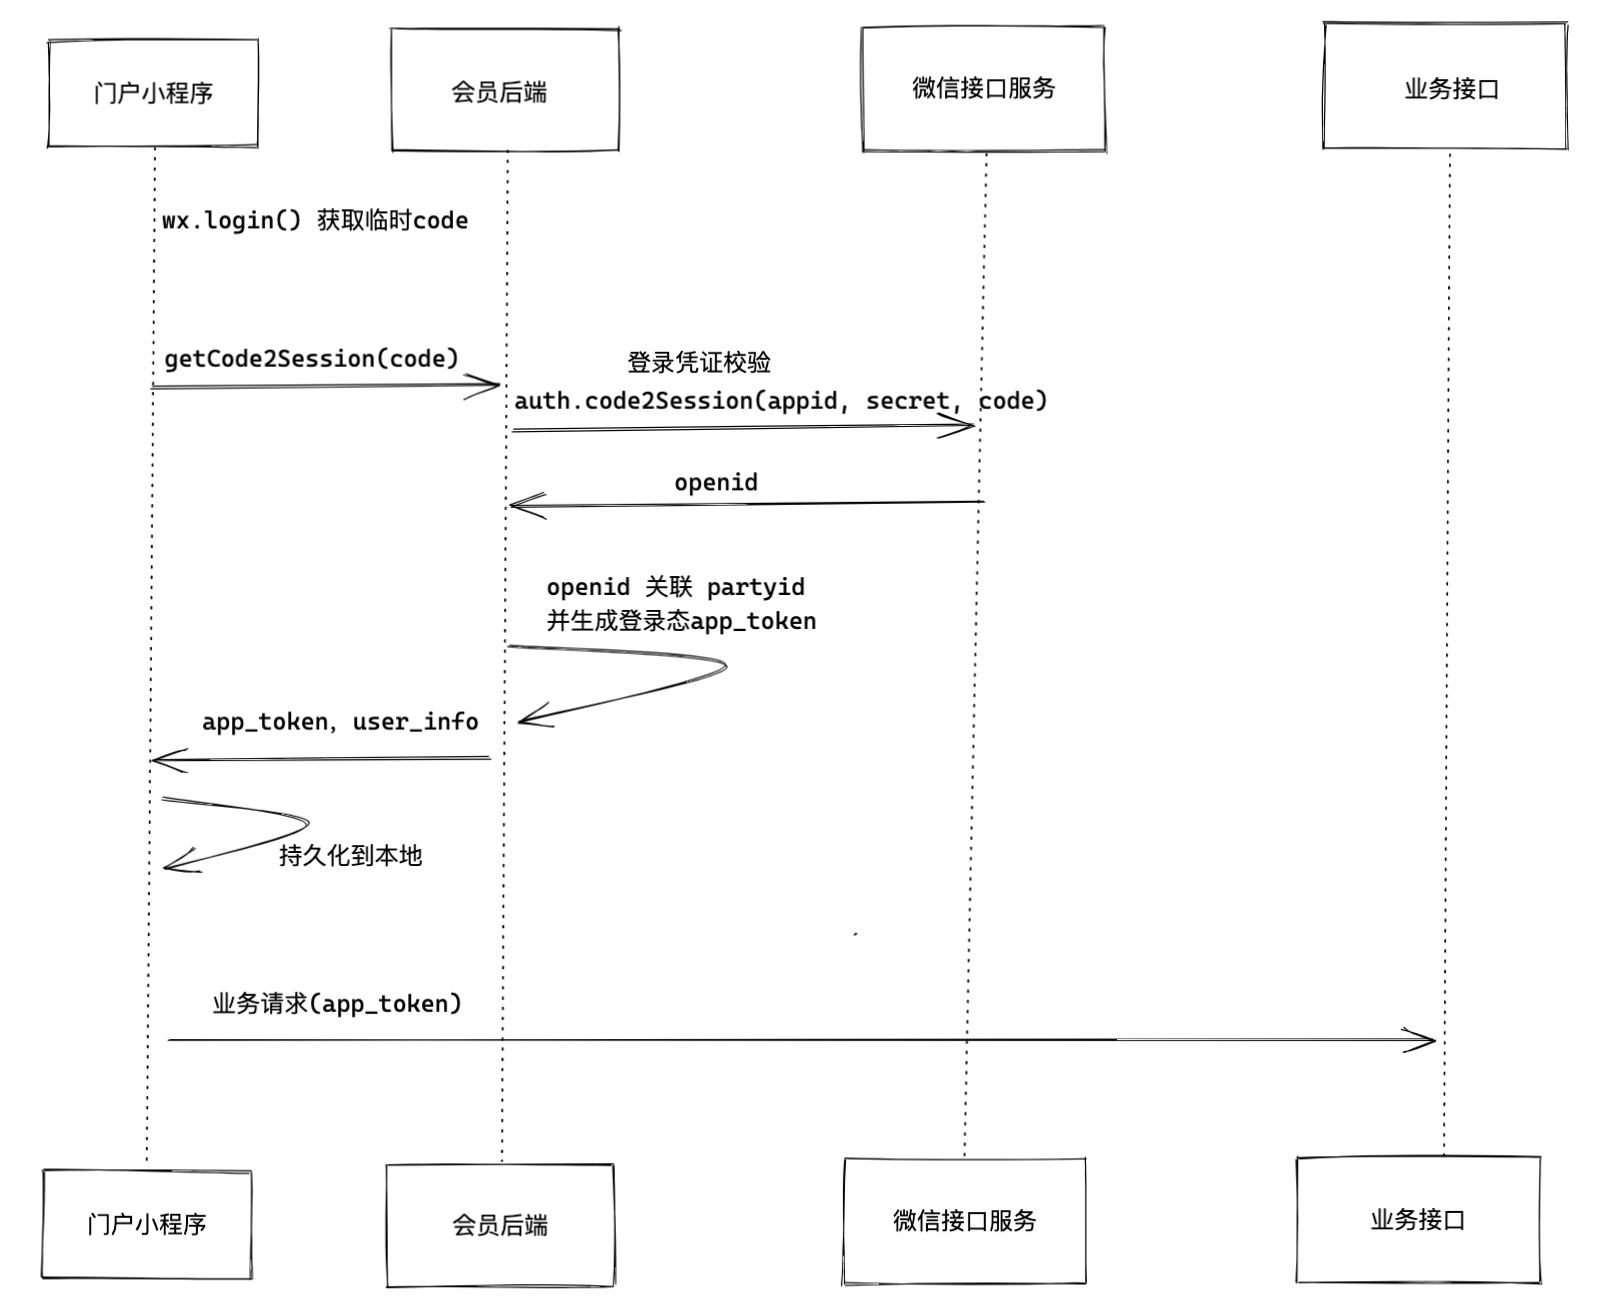 门户小程序
会员后端
微信接口服务
业务接口
wx.login() 获取临时code
getCode2Session(code)
登录凭证校验
auth.code2Session(appid, secret, code)
openid
openid 关联 partyid
并生成登录态app_token
app_token, user_info
持久化到本地
业务请求(app_token)
门户小程序
会员后端
微信接口服务
业务接口